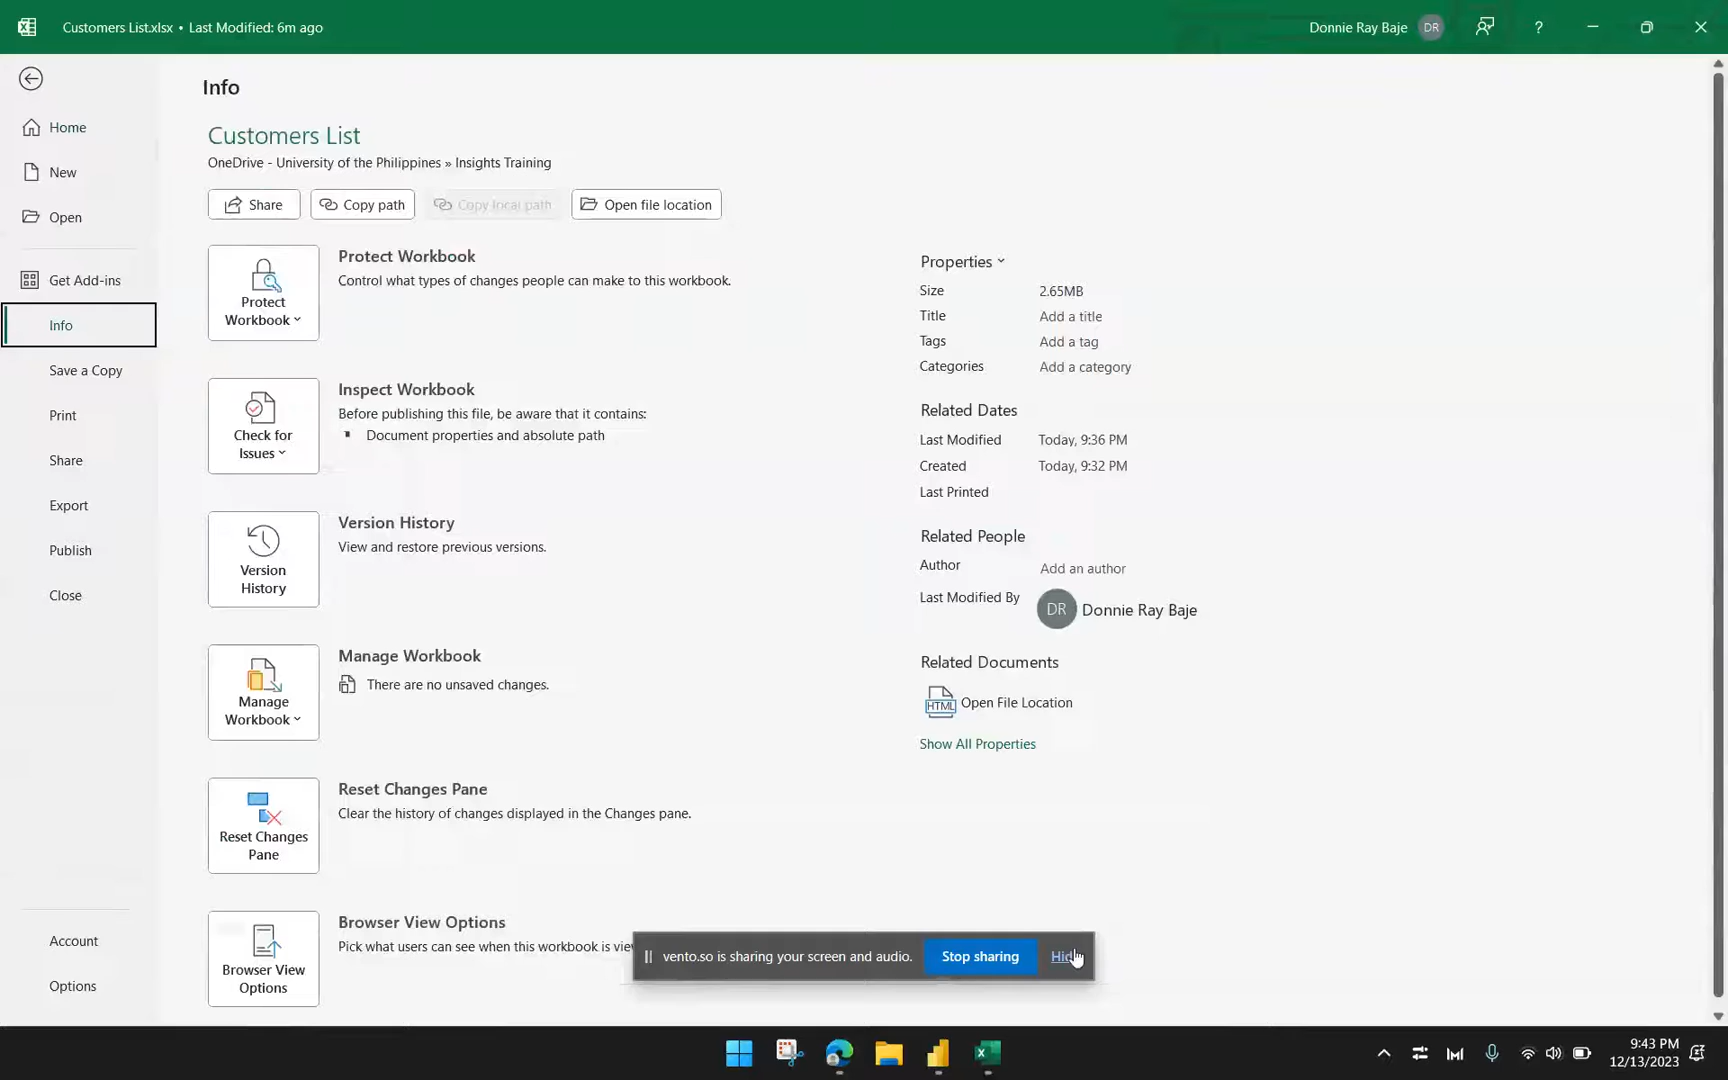 Customers List.xlsx • Last Modified: 6m ago
Donnie Ray Baje
DR
?
Info
Home
New
Open
Get Add-ins
Info
Save a Copy
Print
Share
Export
Publish
Close
Account
Options
Customers List
OneDrive - University of the Philippines » Insights Training
Share
Copy path
Copy local path
Open file location
Protect
Workbook
Protect Workbook
Control what types of changes people can make to this workbook.
Check for
Issues
Inspect Workbook
Before publishing this file, be aware that it contains:
Document properties and absolute path
Version
History
Version History
View and restore previous versions.
Manage
Workbook
Manage Workbook
There are no unsaved changes.
Reset Changes
Pane
Reset Changes Pane
Clear the history of changes displayed in the Changes pane.
Browser View
Options
Browser View Options
Pick what users can see when this workbook is
Properties
Size 2.65MB
Title Add a title
Tags Add a tag
Categories Add a category
Related Dates
Last Modified Today, 9:36 PM
Created Today, 9:32 PM
Last Printed
Related People
Author Add an author
Last Modified By DR Donnie Ray Baje
Related Documents
HTML Open File Location
Show All Properties
vento.so is sharing your screen and audio.
Stop sharing
9:43 PM
12/13/2023